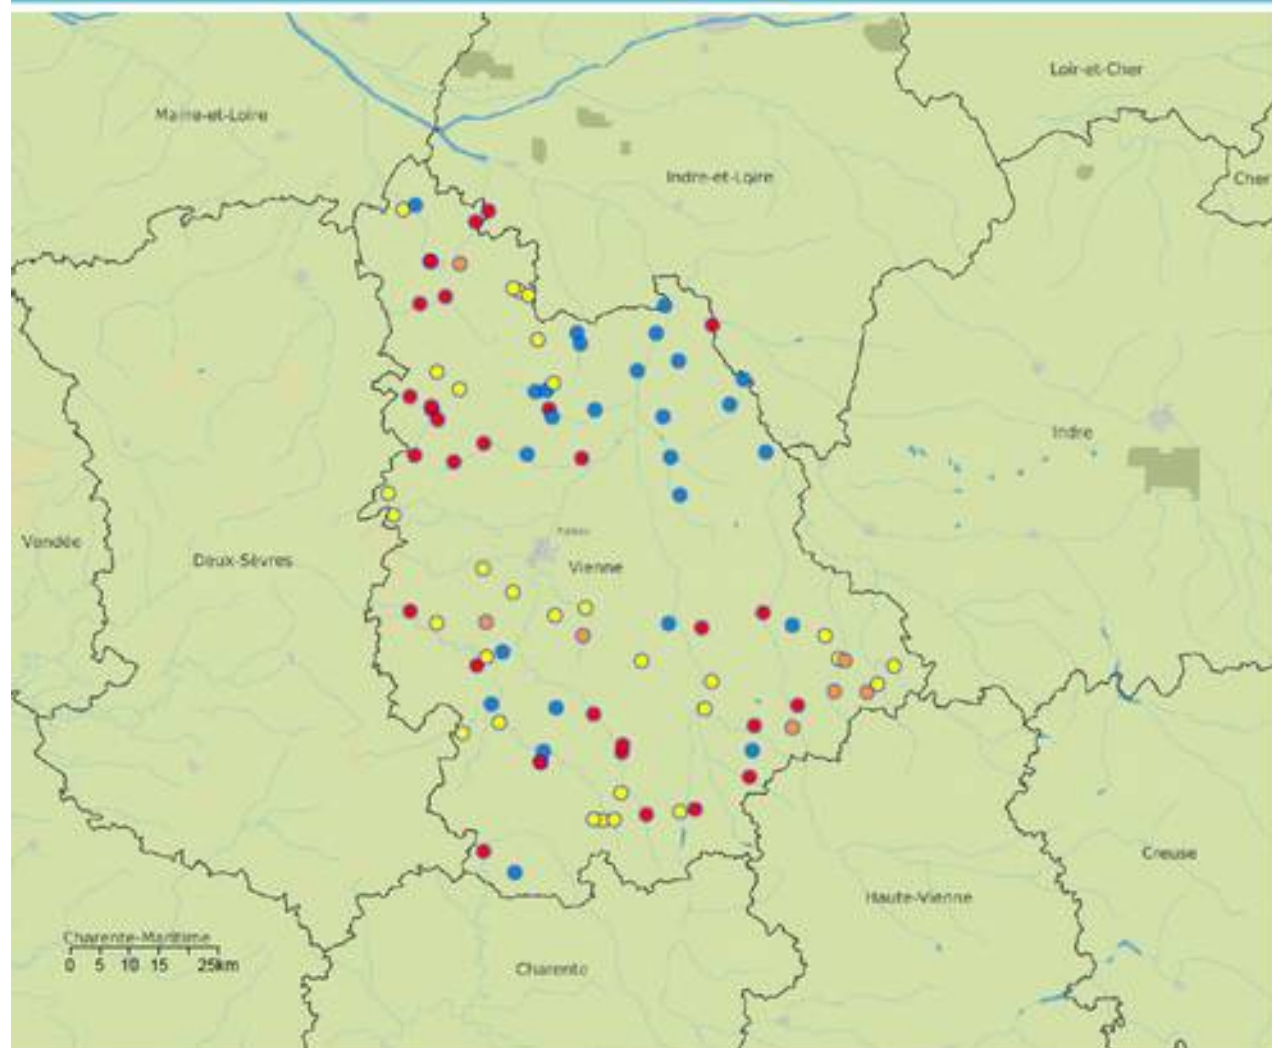 Loir-et-Cher
Maine-et-Loire
Indre-et-Loire
Cher
Indre
Vendée
Deux-Sèvres
Vienne
Creuse
Haute-Vienne
Charente-Maritime
0 5 10 15 25km
Charente